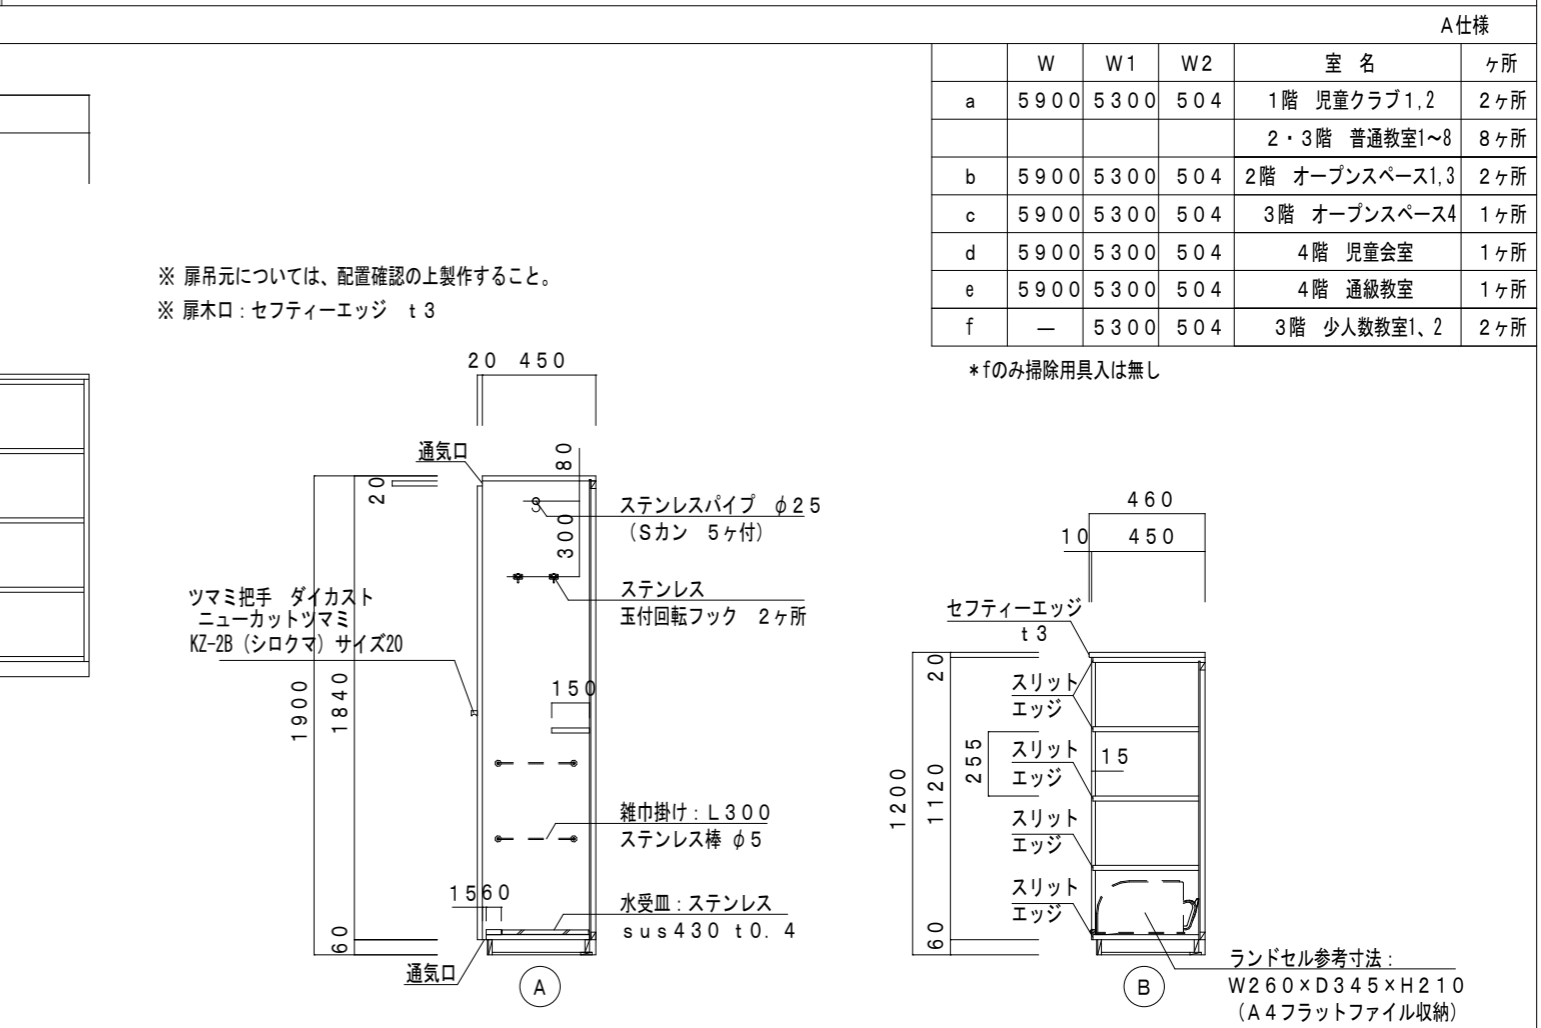 A仕様
W W1 W2 室 名 ヶ所
a 5900 5300 504 1階 児童クラブ1,2 2ヶ所
2・3階 普通教室1~8 8ヶ所
b 5900 5300 504 2階 オープンスペース1,3 2ヶ所
c 5900 5300 504 3階 オープンスペース4 1ヶ所
d 5900 5300 504 4階 児童会室 1ヶ所
e 5900 5300 504 4階 通級教室 1ヶ所
f — 5300 504 3階 少人数教室1、2 2ヶ所
*fのみ掃除用具入は無し
※ 扉吊元については、配置確認の上製作すること。
※ 扉木口:セフティーエッジ t3
20 450
通気口
80
20
ステンレスパイプ φ25
(Sカン 5ヶ付)
300
ステンレス
玉付回転フック 2ヶ所
ツマミ把手 ダイカスト
ニューカットツマミ
KZ-2B(シロクマ)サイズ20
1900
1840
150
雑巾掛け:L300
ステンレス棒 φ5
1560
水受皿:ステンレス
sus430 t0.4
60
通気口
A
460
10 450
セフティーエッジ
t3
20
スリット
エッジ
255
スリット
エッジ
15
1200
1120
スリット
エッジ
スリット
エッジ
60
ランドセル参考寸法:
W260×D345×H210
(A4フラットファイル収納)
B